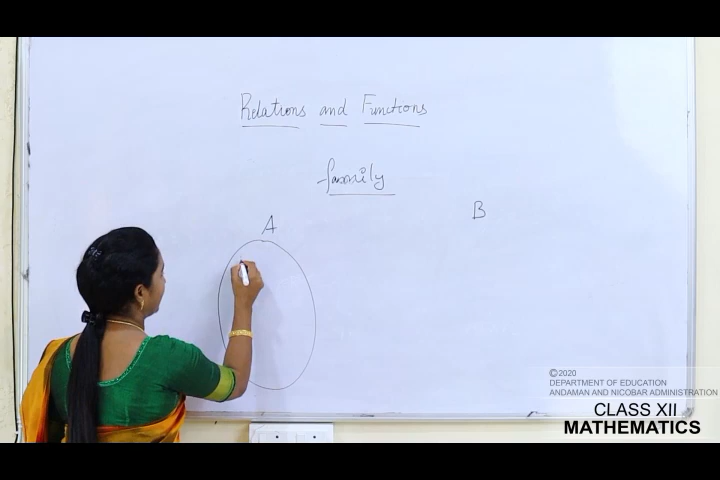 Relations and Functions
family
A
B
©2020
DEPARTMENT OF EDUCATION
ANDAMAN AND NICOBAR ADMINISTRATION
CLASS XII
MATHEMATICS